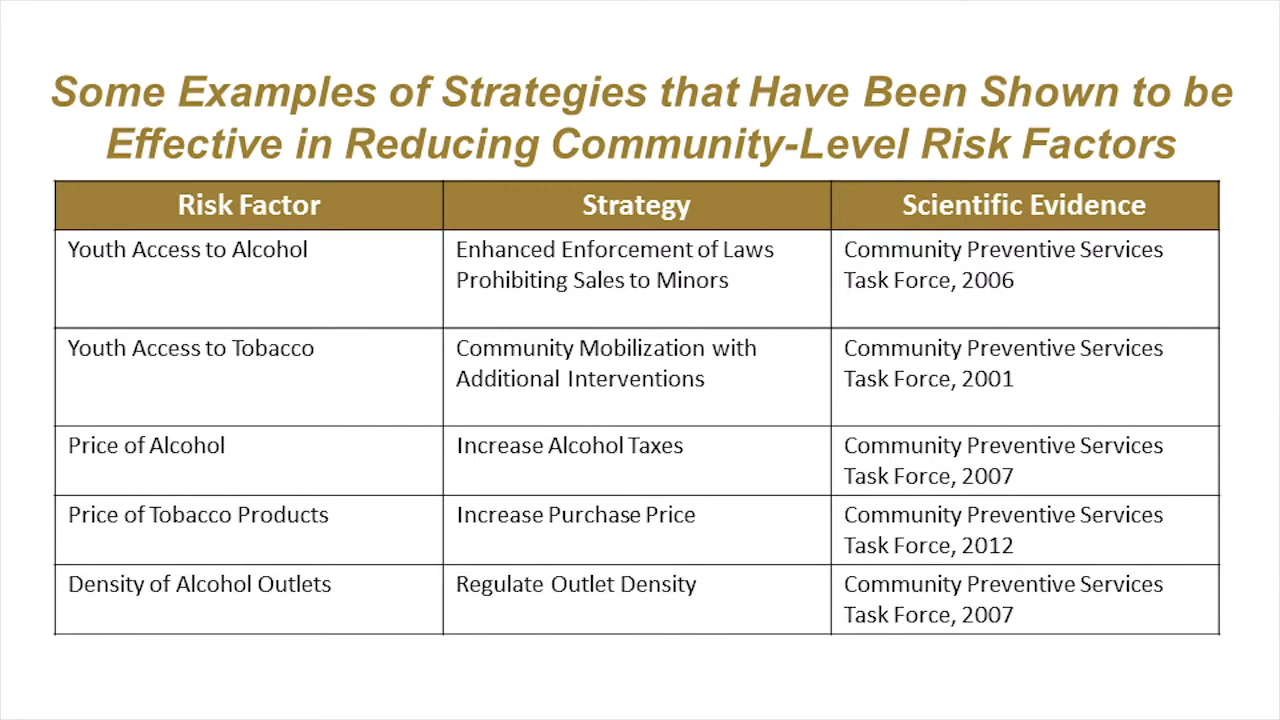 Some Examples of Strategies that Have Been Shown to be
Effective in Reducing Community-Level Risk Factors
Risk Factor
Strategy
Scientific Evidence
Youth Access to Alcohol
Enhanced Enforcement of Laws
Prohibiting Sales to Minors
Community Preventive Services
Task Force, 2006
Youth Access to Tobacco
Community Mobilization with
Additional Interventions
Community Preventive Services
Task Force, 2001
Price of Alcohol
Increase Alcohol Taxes
Community Preventive Services
Task Force, 2007
Price of Tobacco Products
Increase Purchase Price
Community Preventive Services
Task Force, 2012
Density of Alcohol Outlets
Regulate Outlet Density
Community Preventive Services
Task Force, 2007